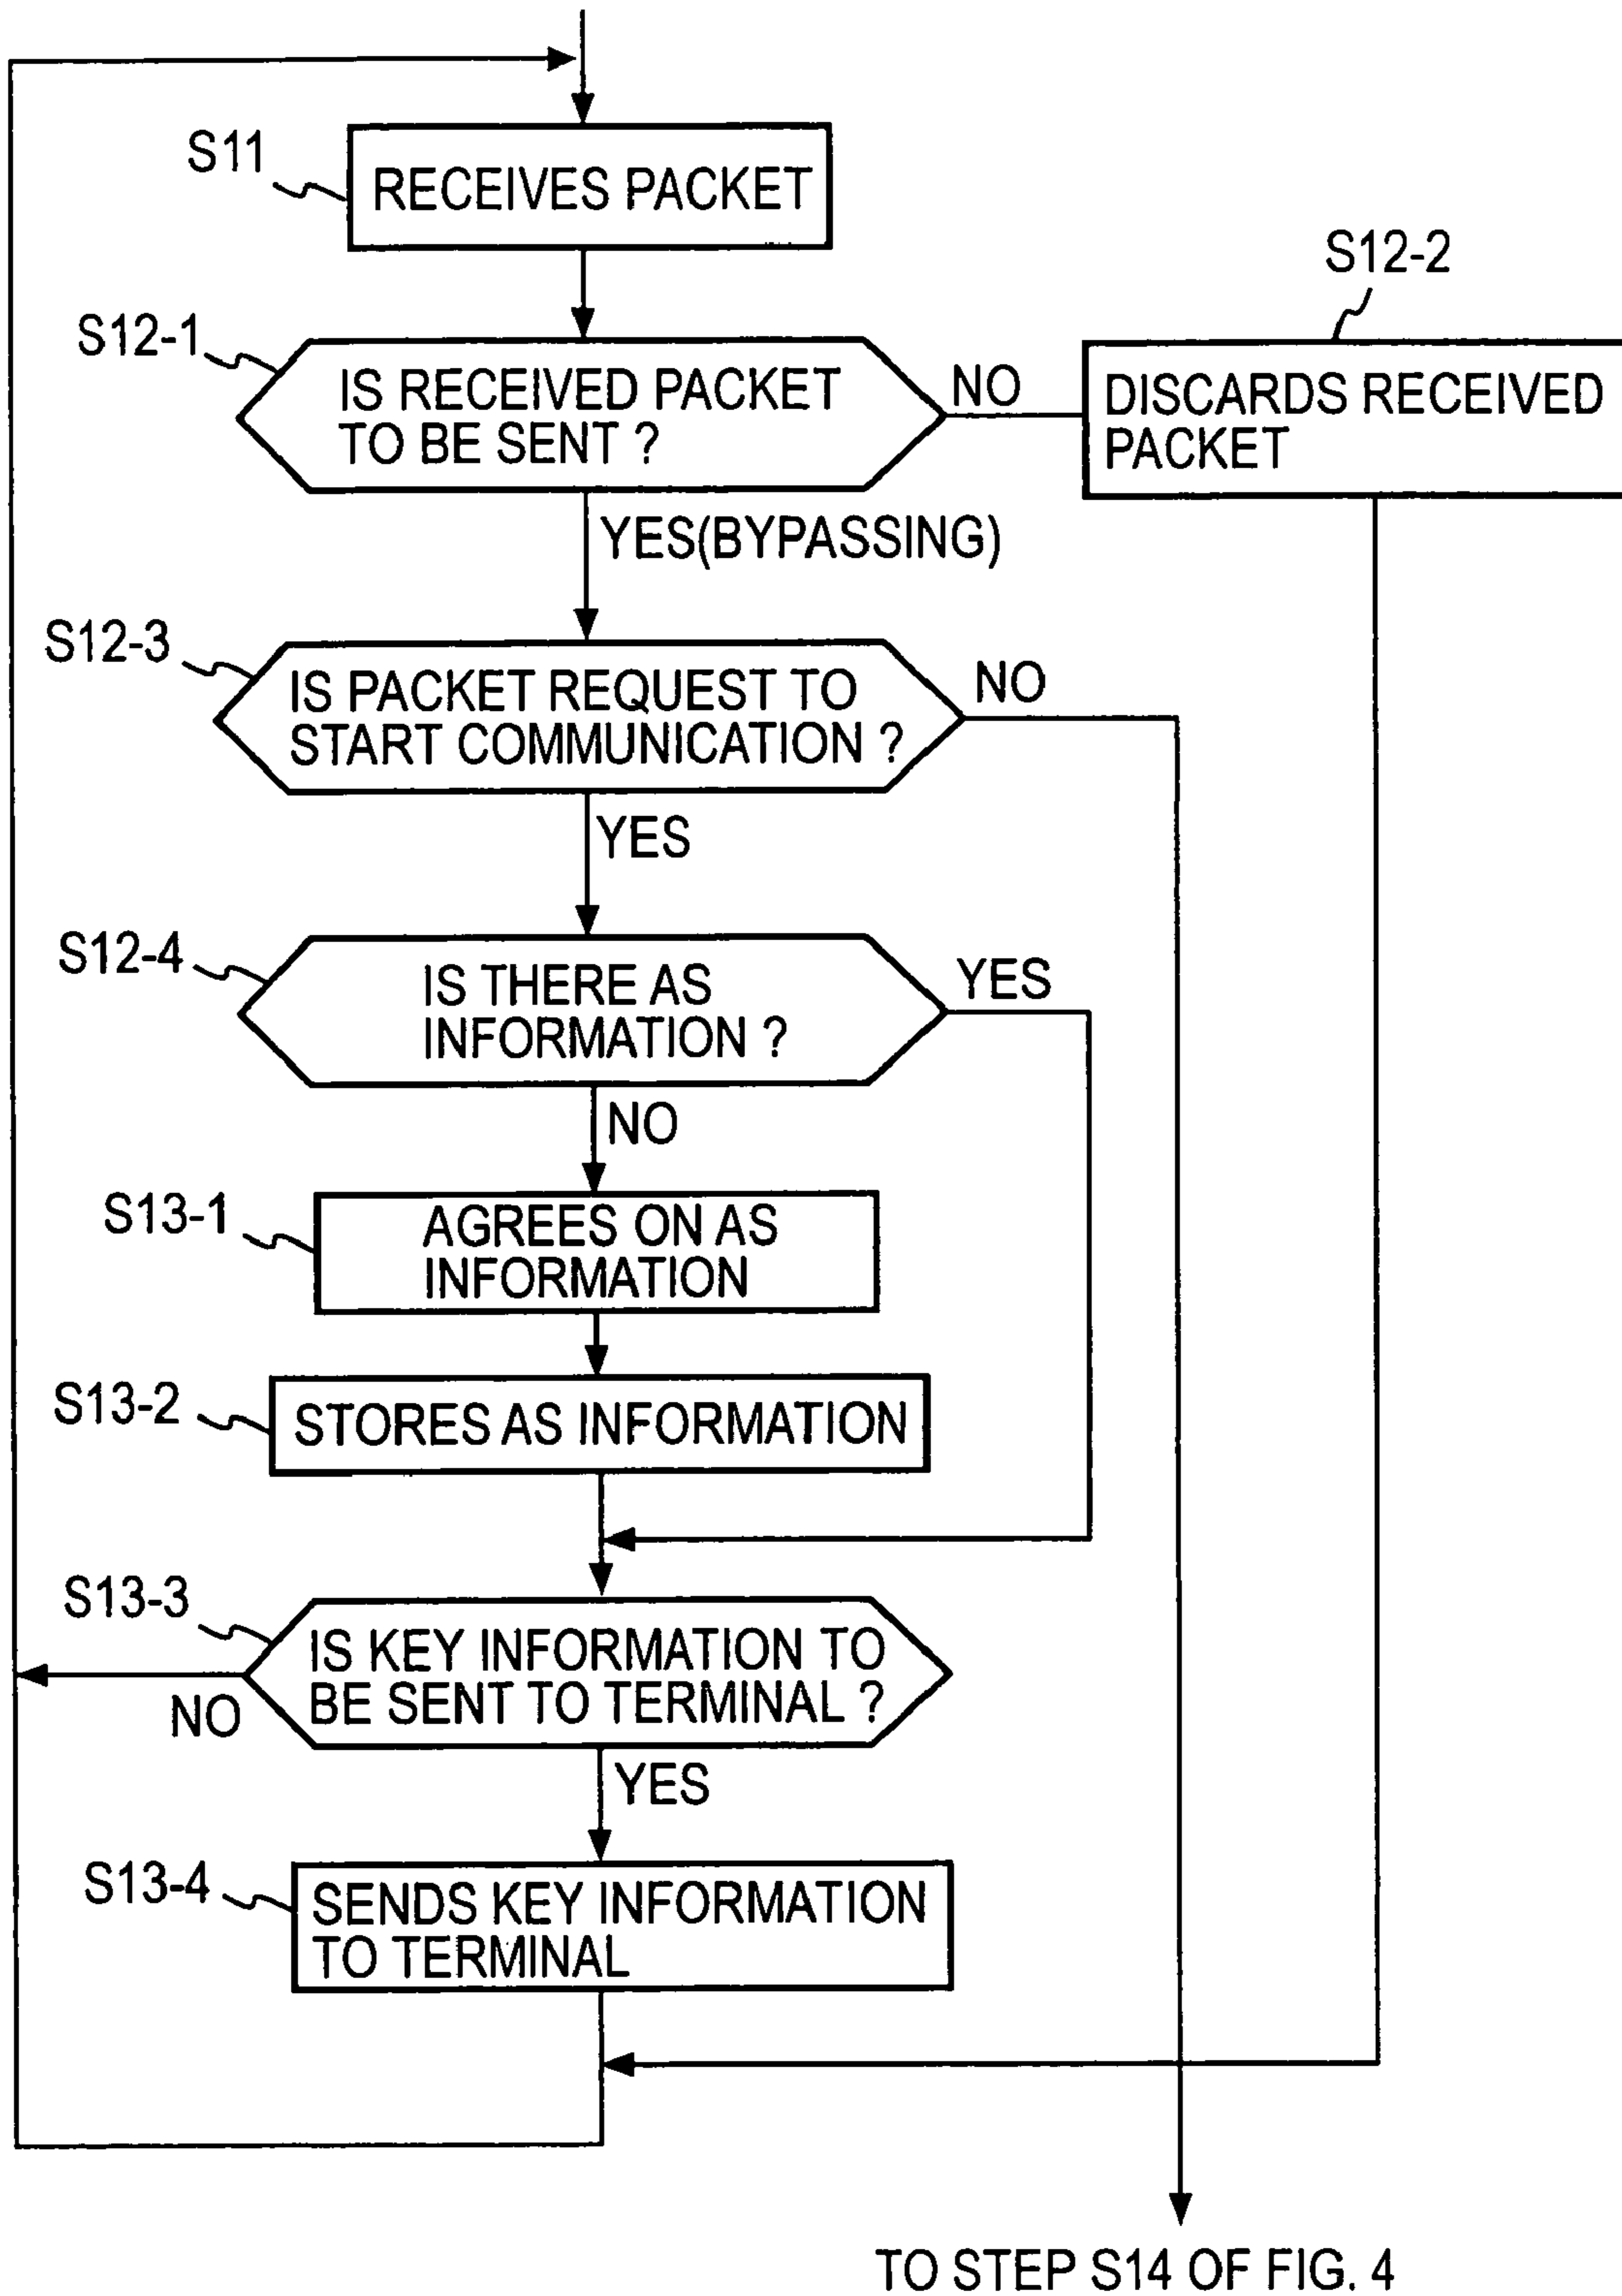 S11
RECEIVES PACKET
S12-1
IS RECEIVED PACKET
TO BE SENT ?
NO
S12-2
DISCARDS RECEIVED
PACKET
YES(BYPASSING)
S12-3
IS PACKET REQUEST TO
START COMMUNICATION ?
NO
YES
S12-4
IS THERE AS
INFORMATION ?
YES
NO
S13-1
AGREES ON AS
INFORMATION
S13-2
STORES AS INFORMATION
S13-3
IS KEY INFORMATION TO
BE SENT TO TERMINAL ?
NO
YES
S13-4
SENDS KEY INFORMATION
TO TERMINAL
TO STEP S14 OF FIG. 4